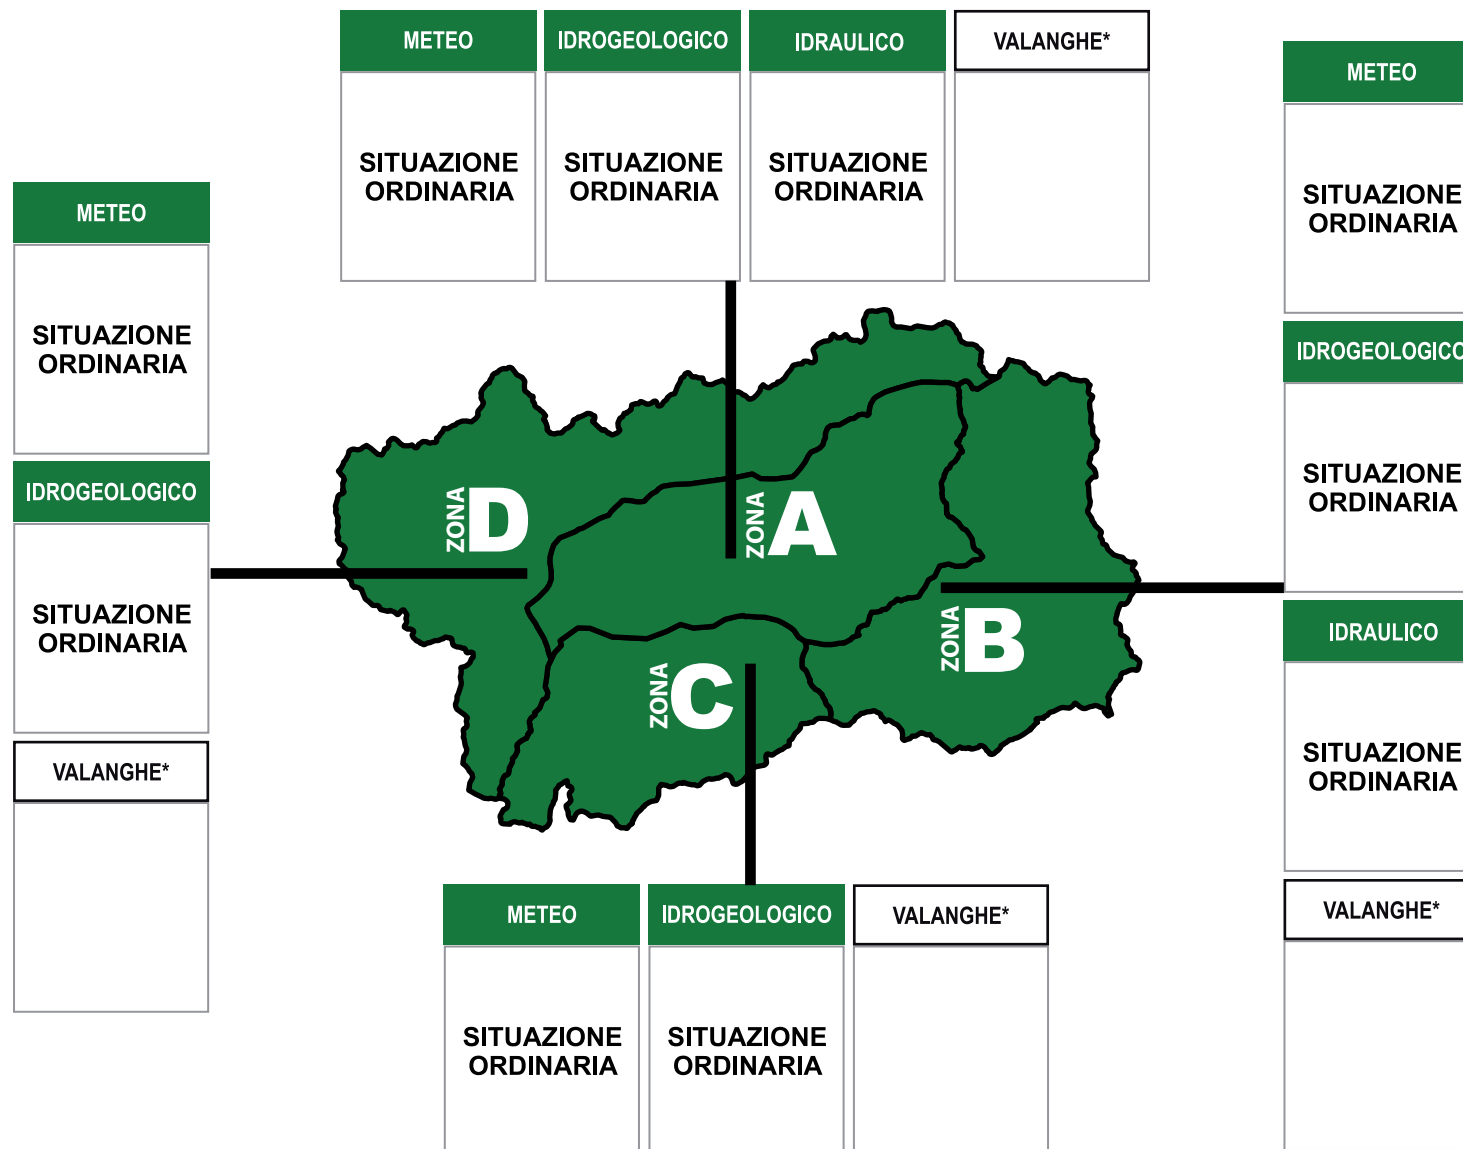 METEO
IDROGEOLOGICO
IDRAULICO
VALANGHE*
SITUAZIONE
ORDINARIA
SITUAZIONE
ORDINARIA
SITUAZIONE
ORDINARIA
METEO
SITUAZIONE
ORDINARIA
IDROGEOLOGICO
SITUAZIONE
ORDINARIA
VALANGHE*
METEO
SITUAZIONE
ORDINARIA
IDROGEOLOGICO
SITUAZIONE
ORDINARIA
IDRAULICO
SITUAZIONE
ORDINARIA
VALANGHE*
ZONA D
ZONA A
ZONA B
ZONA C
METEO
IDROGEOLOGICO
VALANGHE*
SITUAZIONE
ORDINARIA
SITUAZIONE
ORDINARIA